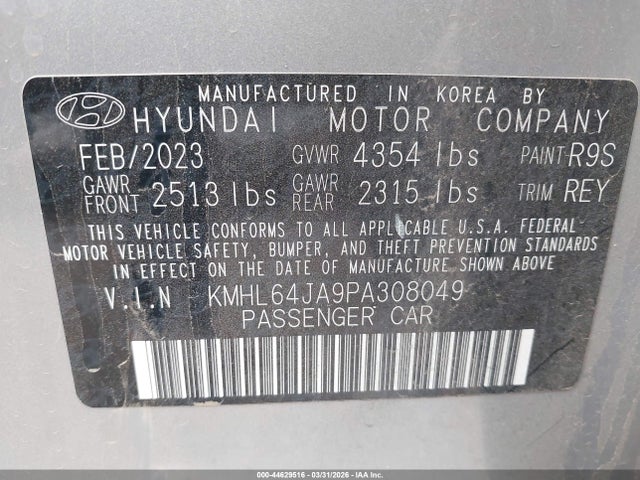 MANUFACTURED IN KOREA BY
HYUNDAI MOTOR COMPANY
FEB/2023 GVWR 4354 lbs PAINT R9S
GAWR FRONT 2513 lbs GAWR REAR 2315 lbs TRIM REY
THIS VEHICLE CONFORMS TO ALL APPLICABLE U.S.A. FEDERAL
MOTOR VEHICLE SAFETY, BUMPER, AND THEFT PREVENTION STANDARDS
IN EFFECT ON THE DATE OF MANUFACTURE SHOWN ABOVE
V.I.N KMHL64JA9PA308049
PASSENGER CAR
000-44629516 - 03/31/2026 - COPART.CA